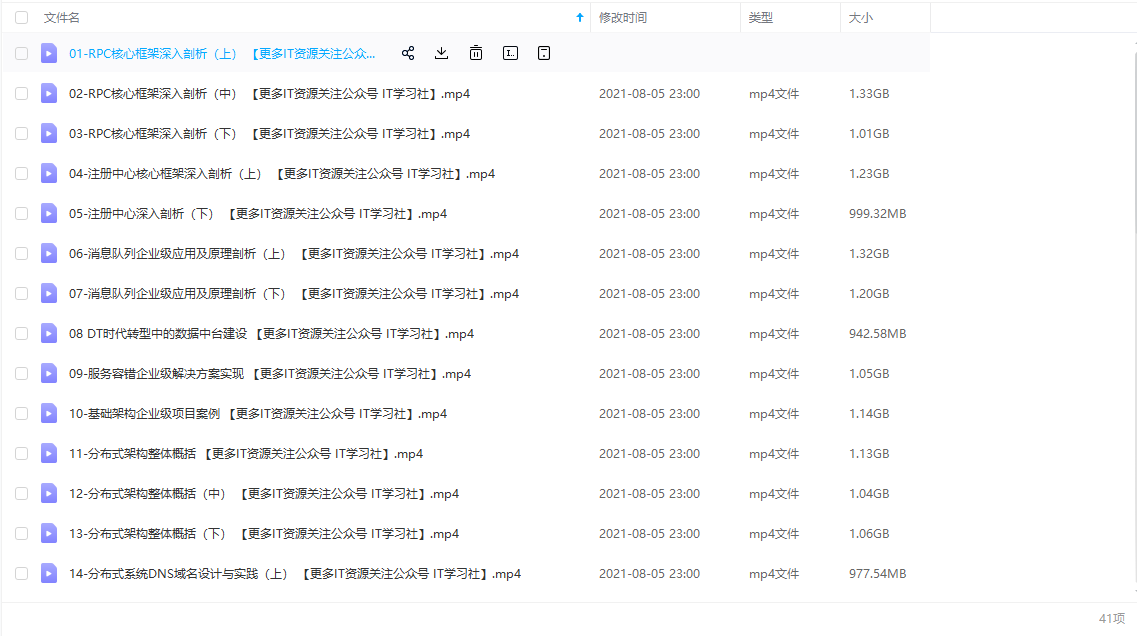 文件名 修改时间 类型 大小
01-RPC核心框架深入剖析（上）【更多IT资源关注公众...
02-RPC核心框架深入剖析（中）【更多IT资源关注公众号 IT学习社】.mp4 2021-08-05 23:00 mp4文件 1.33GB
03-RPC核心框架深入剖析（下）【更多IT资源关注公众号 IT学习社】.mp4 2021-08-05 23:00 mp4文件 1.01GB
04-注册中心核心框架深入剖析（上）【更多IT资源关注公众号 IT学习社】.mp4 2021-08-05 23:00 mp4文件 1.23GB
05-注册中心深入剖析（下）【更多IT资源关注公众号 IT学习社】.mp4 2021-08-05 23:00 mp4文件 999.32MB
06-消息队列企业级应用及原理剖析（上）【更多IT资源关注公众号 IT学习社】.mp4 2021-08-05 23:00 mp4文件 1.32GB
07-消息队列企业级应用及原理剖析（下）【更多IT资源关注公众号 IT学习社】.mp4 2021-08-05 23:00 mp4文件 1.20GB
08 DT时代转型中的数据中台建设 【更多IT资源关注公众号 IT学习社】.mp4 2021-08-05 23:00 mp4文件 942.58MB
09-服务容错企业级解决方案实现 【更多IT资源关注公众号 IT学习社】.mp4 2021-08-05 23:00 mp4文件 1.05GB
10-基础架构企业级项目案例 【更多IT资源关注公众号 IT学习社】.mp4 2021-08-05 23:00 mp4文件 1.14GB
11-分布式架构整体概括 【更多IT资源关注公众号 IT学习社】.mp4 2021-08-05 23:00 mp4文件 1.13GB
12-分布式架构整体概括（中）【更多IT资源关注公众号 IT学习社】.mp4 2021-08-05 23:00 mp4文件 1.04GB
13-分布式架构整体概括（下）【更多IT资源关注公众号 IT学习社】.mp4 2021-08-05 23:00 mp4文件 1.06GB
14-分布式系统DNS域名设计与实践（上）【更多IT资源关注公众号 IT学习社】.mp4 2021-08-05 23:00 mp4文件 977.54MB
41项